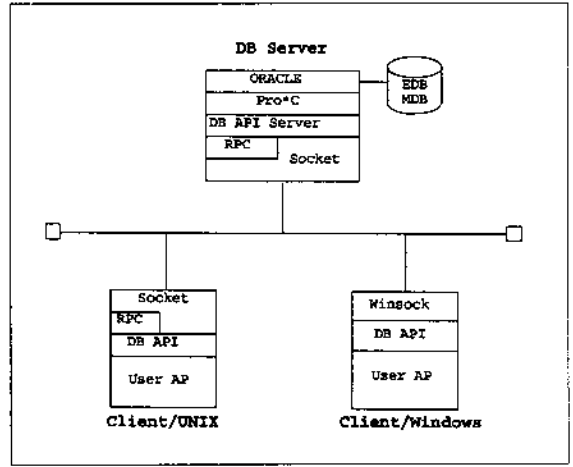 DB Server
ORACLE
EDB
MDB
Pro*C
DB API Server
RPC
Socket
Socket
RPC
DB API
User AP
Client/UNIX
Winsock
DB API
User AP
Client/Windows